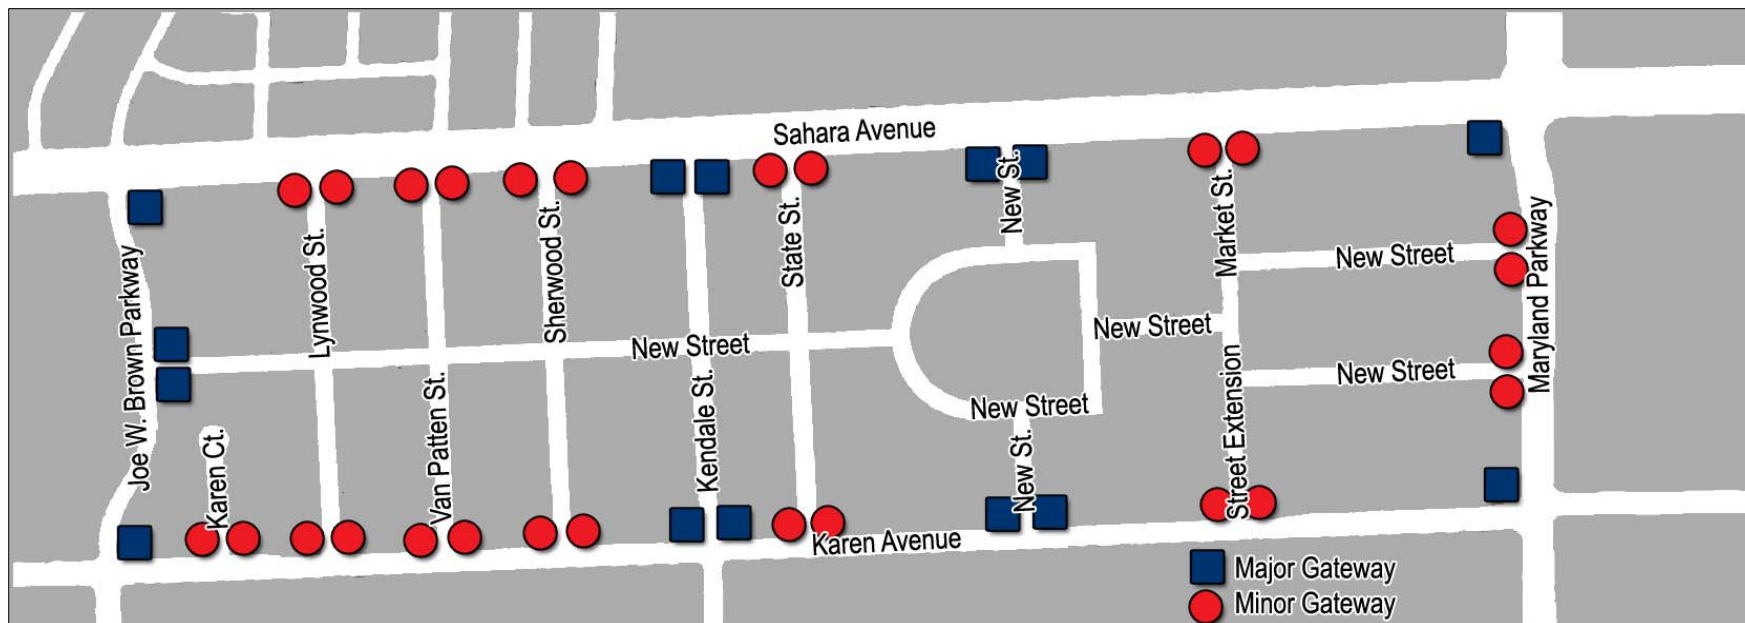 Sahara Avenue
Joe W. Brown Parkway
Lynwood St.
Van Patten St.
Sherwood St.
Kendale St.
State St.
New St.
Market St.
Street Extension
Maryland Parkway
New Street
New Street
New Street
New Street
New Street
New St.
Karen Ct.
Karen Avenue
Major Gateway
Minor Gateway